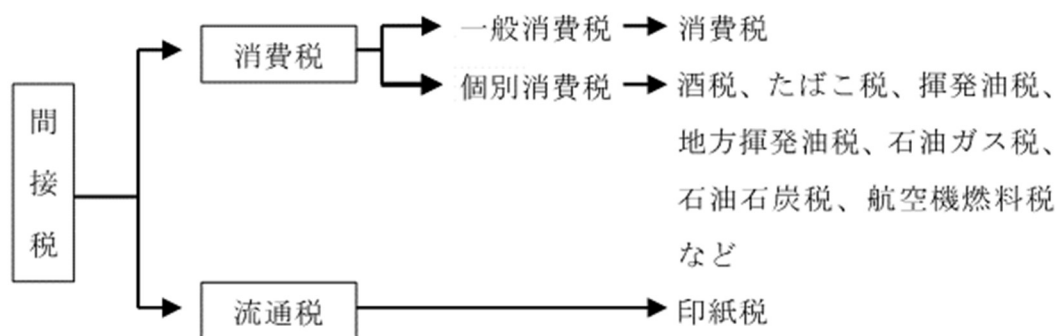 間接税
消費税
一般消費税
消費税
個別消費税
酒税、たばこ税、揮発油税、
地方揮発油税、石油ガス税、
石油石炭税、航空機燃料税
など
流通税
印紙税